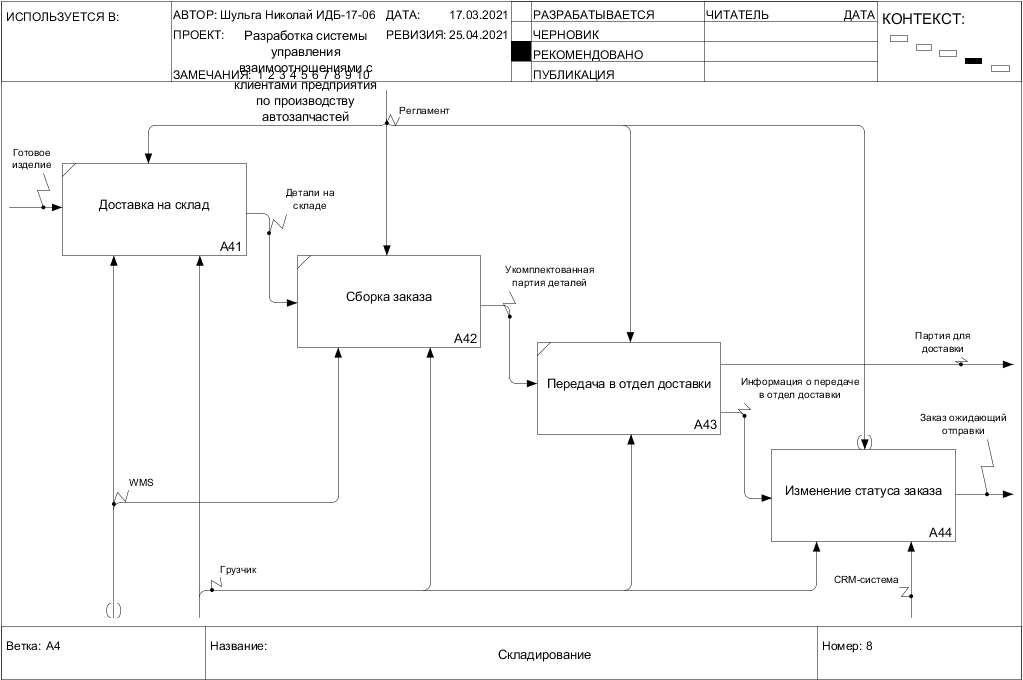 ИСПОЛЬЗУЕТСЯ В:
АВТОР: Шульга Николай ИДБ-17-06
ДАТА: 17.03.2021
ПРОЕКТ:
Разработка системы
управления
взаимоотношениями с
клиентами предприятия
по производству
автозапчастей
РЕВИЗИЯ: 25.04.2021
ЗАМЕЧАНИЯ: 1 2 3 4 5 6 7 8 9 10
РАЗРАБАТЫВАЕТСЯ
ЧЕРНОВИК
РЕКОМЕНДОВАНО
ПУБЛИКАЦИЯ
ЧИТАТЕЛЬ
ДАТА
КОНТЕКСТ:
Регламент
Готовое
изделие
Доставка на склад
A41
Детали на
складе
Сборка заказа
A42
Укомплектованная
партия деталей
Передача в отдел доставки
A43
Партия для
доставки
Информация о передаче
в отдел доставки
Заказ ожидающий
отправки
Изменение статуса заказа
A44
WMS
Грузчик
CRM-система
Ветка: A4
Название:
Складирование
Номер: 8